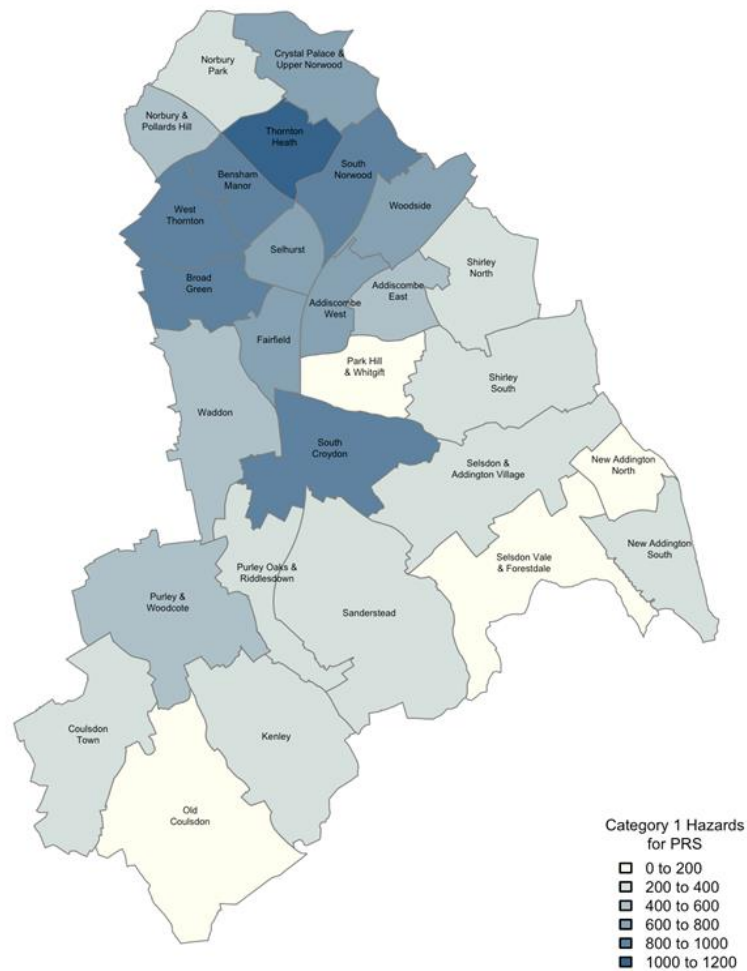 Norbury
Park
Crystal Palace &
Upper Norwood
Norbury &
Pollards Hill
Thornton
Heath
Bensham
Manor
South
Norwood
West
Thornton
Woodside
Selhurst
Shirley
North
Broad
Green
Addiscombe
West
Addiscombe
East
Fairfield
Park Hill
& Whitgift
Shirley
South
Waddon
South
Croydon
Selsdon &
Addington Village
New Addington
North
New Addington
South
Selsdon Vale
& Forestdale
Purley Oaks &
Riddlesdown
Purley &
Woodcote
Sanderstead
Coulsdon
Town
Kenley
Old
Coulsdon
Category 1 Hazards
for PRS
0 to 200
200 to 400
400 to 600
600 to 800
800 to 1000
1000 to 1200